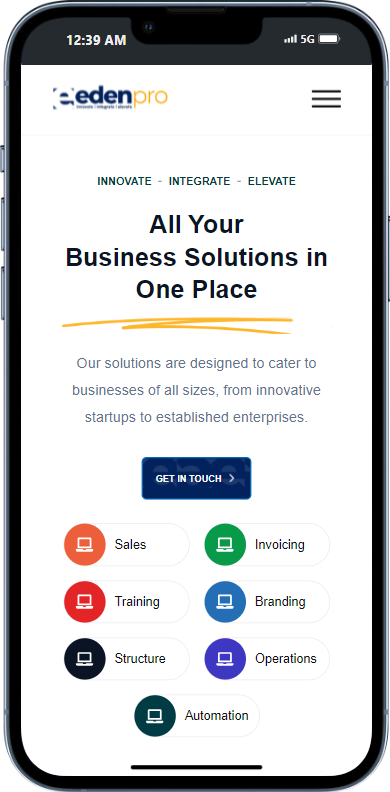 12:39 AM
5G
edenpro
innovate | integrate | elevate
INNOVATE - INTEGRATE - ELEVATE
All Your
Business Solutions in
One Place
Our solutions are designed to cater to
businesses of all sizes, from innovative
startups to established enterprises.
GET IN TOUCH
Sales
Invoicing
Training
Branding
Structure
Operations
Automation